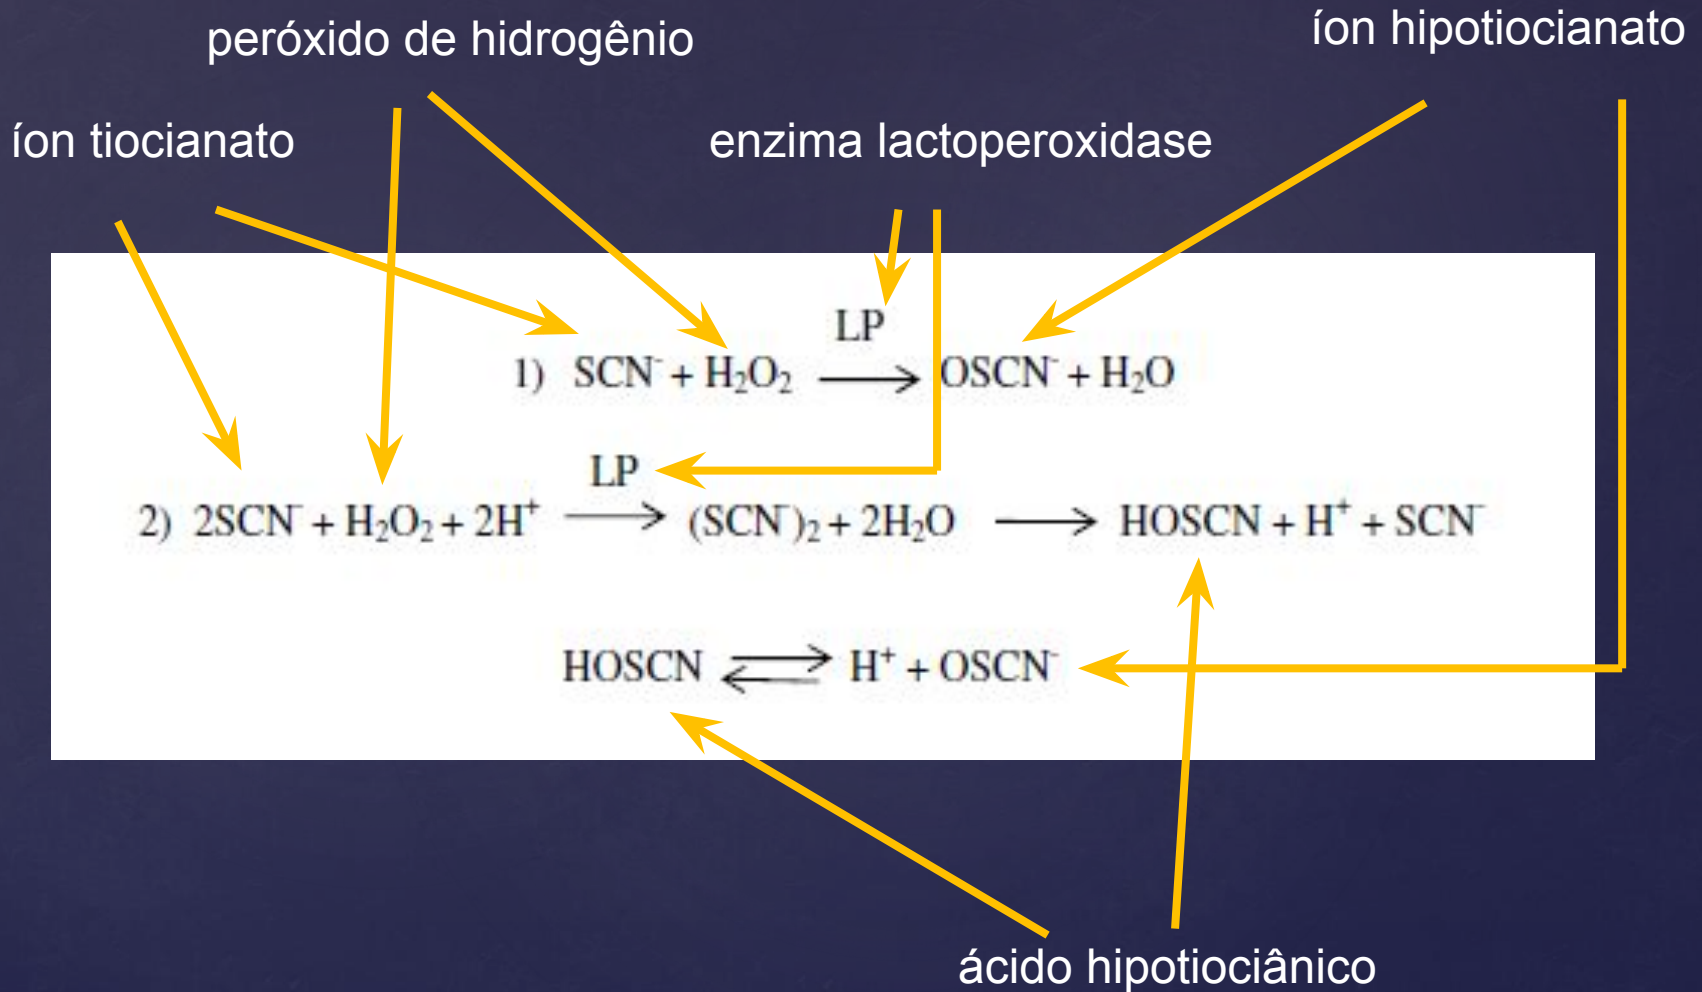 peróxido de hidrogênio
íon hipotiocianato
íon tiocianato
enzima lactoperoxidase
LP
1) SCN⁻ + H₂O₂ ⟶ OSCN⁻ + H₂O
LP
2) 2SCN⁻ + H₂O₂ + 2H⁺ ⟶ (SCN⁻)₂ + 2H₂O ⟶ HOSCN + H⁺ + SCN⁻
HOSCN ⇄ H⁺ + OSCN⁻
ácido hipotiociânico